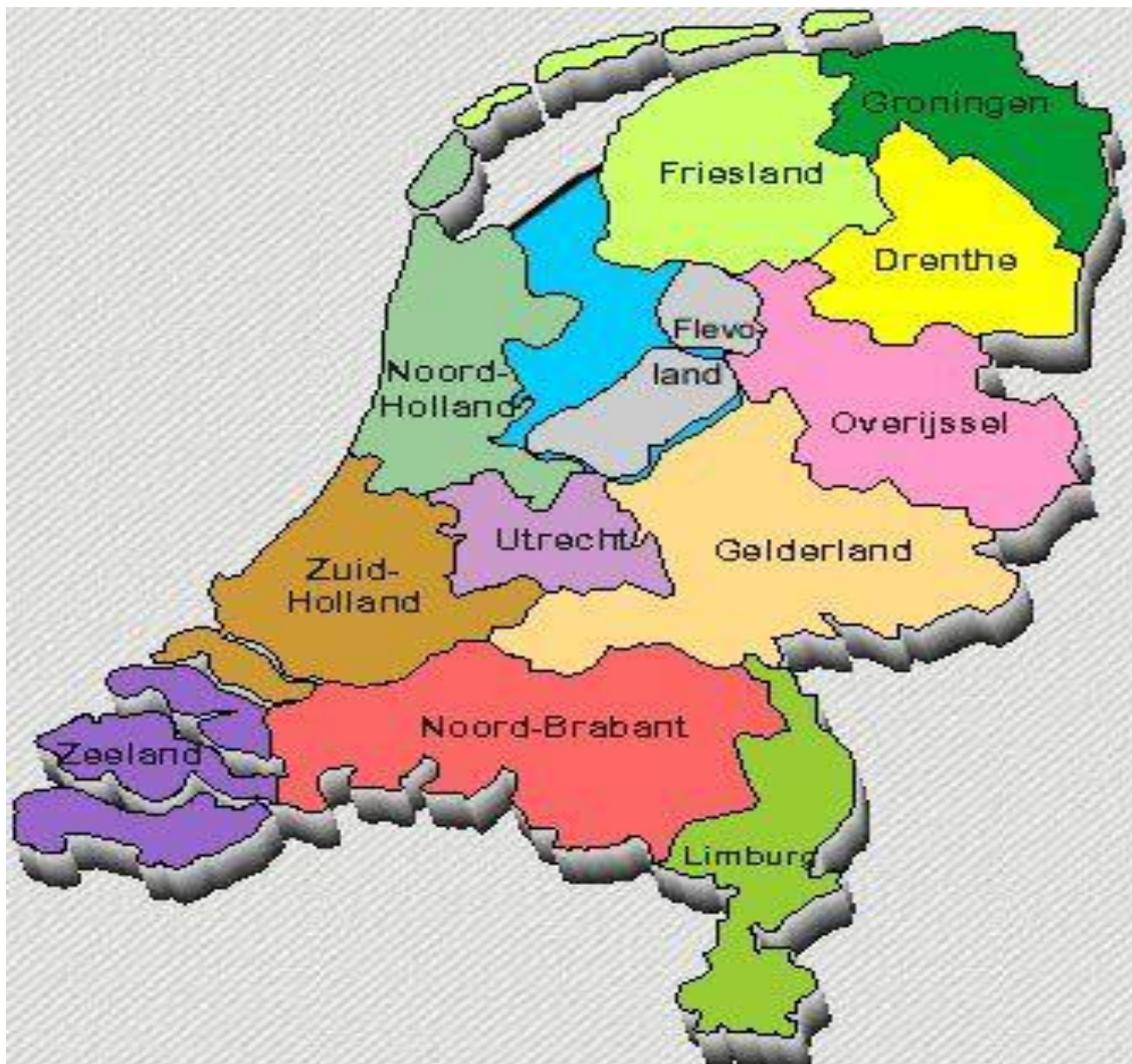 Groningen
Friesland
Drenthe
Flevo-
land
Noord-
Holland
Overijssel
Utrecht
Gelderland
Zuid-
Holland
Noord-Brabant
Zeeland
Limburg